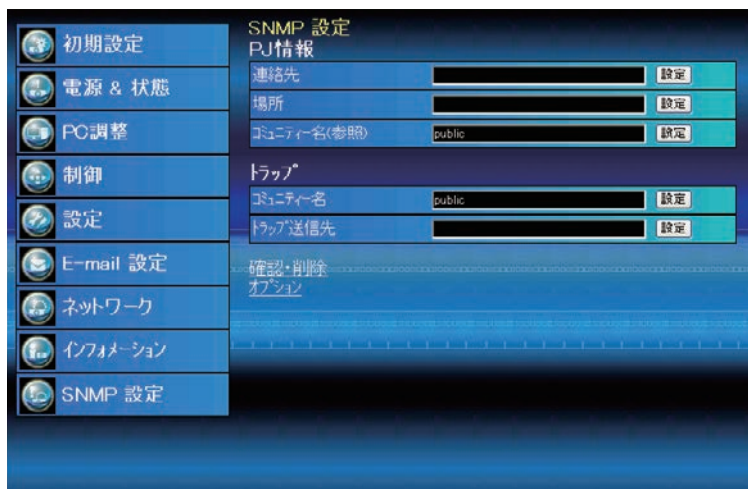 初期設定
電源 & 状態
PC調整
制御
設定
E-mail 設定
ネットワーク
インフォメーション
SNMP 設定
SNMP 設定
PJ情報
連絡先 設定
場所 設定
コミュニティー名(参照) public 設定
トラップ
コミュニティー名 public 設定
トラップ送信先 設定
確認・削除
オプション